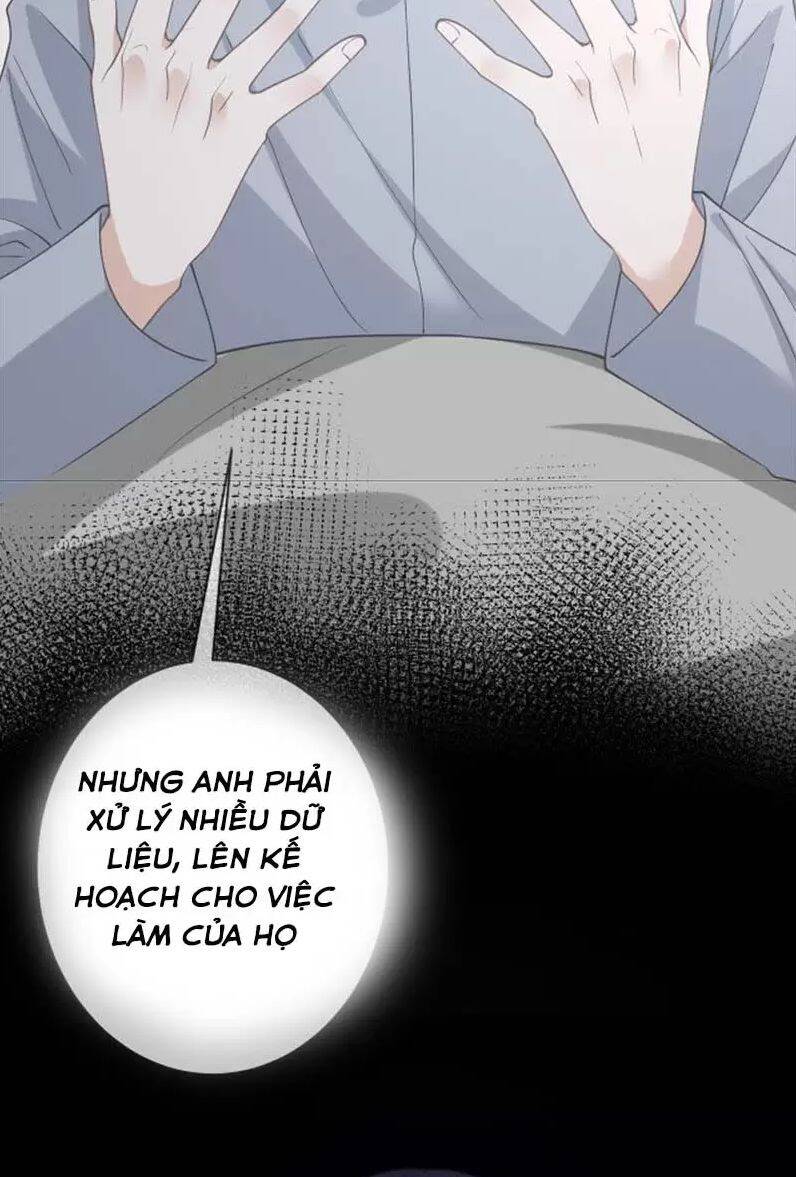 NHƯNG ANH PHẢI
XỬ LÝ NHIỀU DỮ
LIỆU, LÊN KẾ
HOẠCH CHO VIỆC
LÀM CỦA HỌ